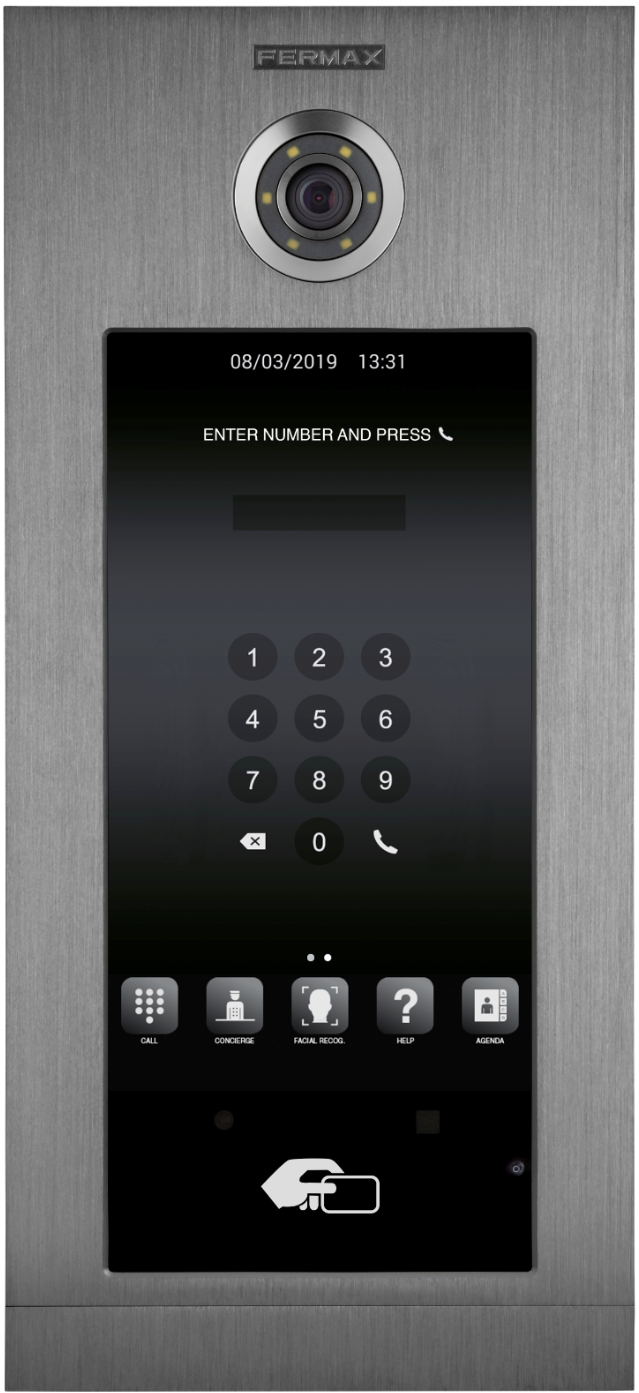 FERMAX
08/03/2019 13:31
ENTER NUMBER AND PRESS
1 2 3
4 5 6
7 8 9
0
CALL CONCIERGE FACIAL RECOG. HELP AGENDA